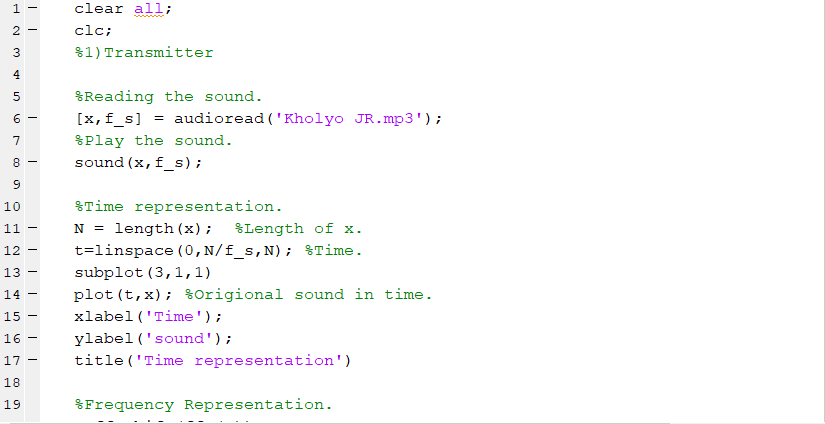 1 – clear all;
2 – clc;
3 %1)Transmitter
4
5 %Reading the sound.
6 – [x,f_s] = audioread('Kholyo JR.mp3');
7 %Play the sound.
8 – sound(x,f_s);
9
10 %Time representation.
11 – N = length(x); %Length of x.
12 – t=linspace(0,N/f_s,N); %Time.
13 – subplot(3,1,1)
14 – plot(t,x); %Origional sound in time.
15 – xlabel('Time');
16 – ylabel('sound');
17 – title('Time representation')
18
19 %Frequency Representation.